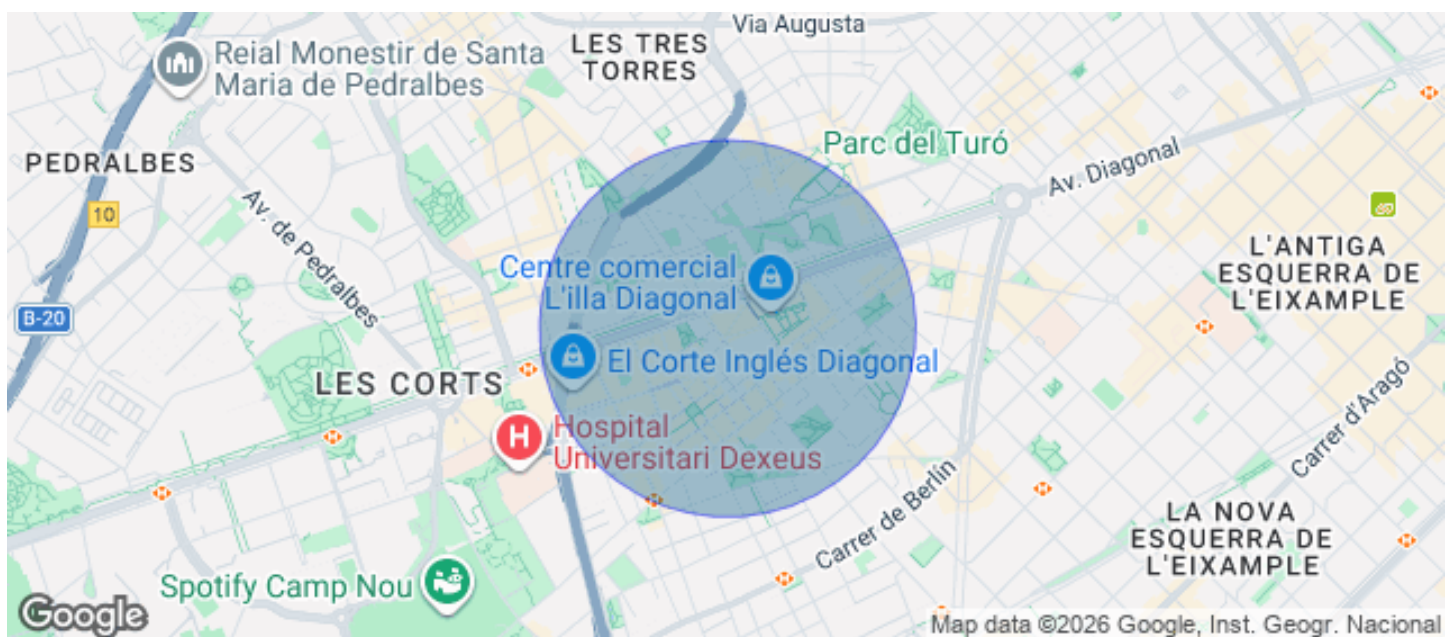 Via Augusta
LES TRES
TORRES
Reial Monestir de Santa
Maria de Pedralbes
Parc del Turó
PEDRALBES
Av. Diagonal
10
Av. de Pedralbes
L'ANTIGA
ESQUERRA DE
L'EIXAMPLE
Centre comercial
L'illa Diagonal
B-20
El Corte Inglés Diagonal
LES CORTS
H
Hospital
Universitari Dexeus
Carrer d'Aragó
Carrer de Berlín
LA NOVA
ESQUERRA DE
L'EIXAMPLE
Spotify Camp Nou
Google
Map data ©2026 Google, Inst. Geogr. Nacional